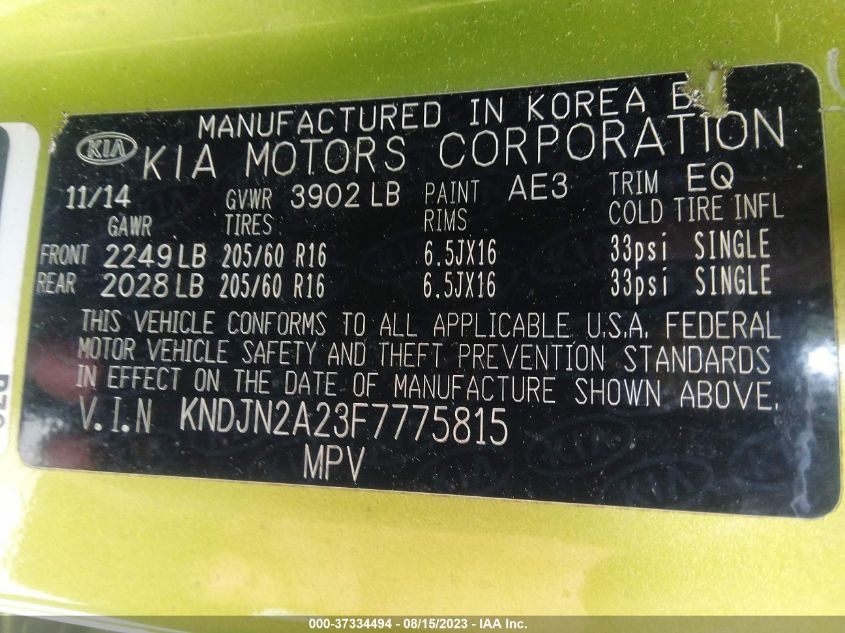 MANUFACTURED IN KOREA
KIA KIA MOTORS CORPORATION
11/14 GVWR 3902 LB PAINT AE3 TRIM EQ
GAWR TIRES RIMS COLD TIRE INFL
FRONT 2249 LB 205/60 R16 6.5JX16 33psi SINGLE
REAR 2028 LB 205/60 R16 6.5JX16 33psi SINGLE
THIS VEHICLE CONFORMS TO ALL APPLICABLE U.S.A. FEDERAL
MOTOR VEHICLE SAFETY AND THEFT PREVENTION STANDARDS
IN EFFECT ON THE DATE OF MANUFACTURE SHOWN ABOVE.
V.I.N KNDJN2A23F7775815
MPV
000-37334494 - 08/15/2023 - IAA Inc.